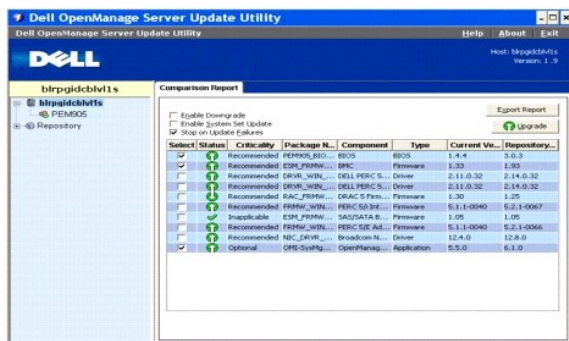 Dell OpenManage Server Update Utility
Dell OpenManage Server Update Utility Help About Exit
DELL
Host: blrpgidcblvl1s
Version: 1 .9
blrpgidcblvl1s
Comparison Report
blrpgidcblvl1s
PEM905
Repository
Enable Downgrade
Enable System Set Update
Stop on Update Failures
Export Report
Upgrade
Select Status Criticality Package N... Component Type Current Ve... Repository...
Recommended PEM905_BIO... BIOS BIOS 1.4.4 3.0.3
Recommended ESM_FRMW... BMC Firmware 1.33 1.93
Recommended DRVR_WIN_... DELL PERC 5... Driver 2.11.0.32 2.14.0.32
Recommended DRVR_WIN_... DELL PERC 5... Driver 2.11.0.32 2.14.0.32
Recommended RAC_FRMW... DRAC 5 Firm... Firmware 1.30 1.25
Recommended FRMW_WIN... PERC 5/i Int... Firmware 5.1.1-0040 5.2.1-0067
Inapplicable ESM_FRMW... SAS/SATA B... Firmware 1.05 1.05
Recommended FRMW_WIN... PERC 5/E Ad... Firmware 5.1.1-0040 5.2.1-0066
Recommended NIC_DRVR_... Broadcom N... Driver 12.4.0 12.8.0
Optional OMI-SysMg... OpenManag... Application 5.5.0 6.1.0